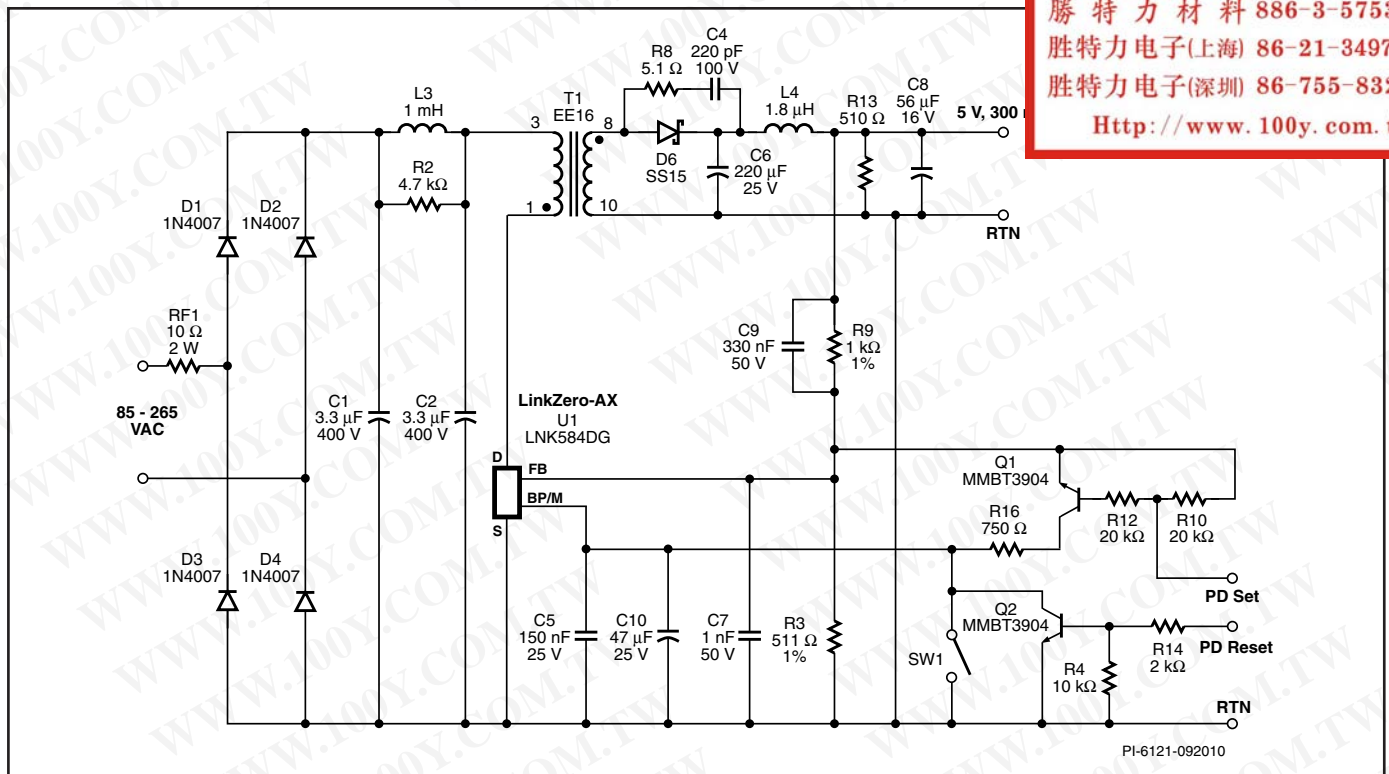 勝特力材料 886-3-5753
胜特力电子(上海) 86-21-3497
胜特力电子(深圳) 86-755-832
Http://www.100y.com.
WWW.100Y.COM.TW
L3
1 mH
R2
4.7 kΩ
T1
EE16
3
8
1
10
R8
5.1 Ω
C4
220 pF
100 V
D6
SS15
C6
220 µF
25 V
L4
1.8 µH
R13
510 Ω
C8
56 µF
16 V
5 V, 300
RTN
D1
1N4007
D2
1N4007
RF1
10 Ω
2 W
85 - 265
VAC
C1
3.3 µF
400 V
C2
3.3 µF
400 V
D3
1N4007
D4
1N4007
LinkZero-AX
U1
LNK584DG
D
FB
BP/M
S
C9
330 nF
50 V
R9
1 kΩ
1%
Q1
MMBT3904
R16
750 Ω
R12
20 kΩ
R10
20 kΩ
PD Set
C5
150 nF
25 V
C10
47 µF
25 V
C7
1 nF
50 V
R3
511 Ω
1%
SW1
Q2
MMBT3904
R14
2 kΩ
PD Reset
R4
10 kΩ
RTN
PI-6121-092010